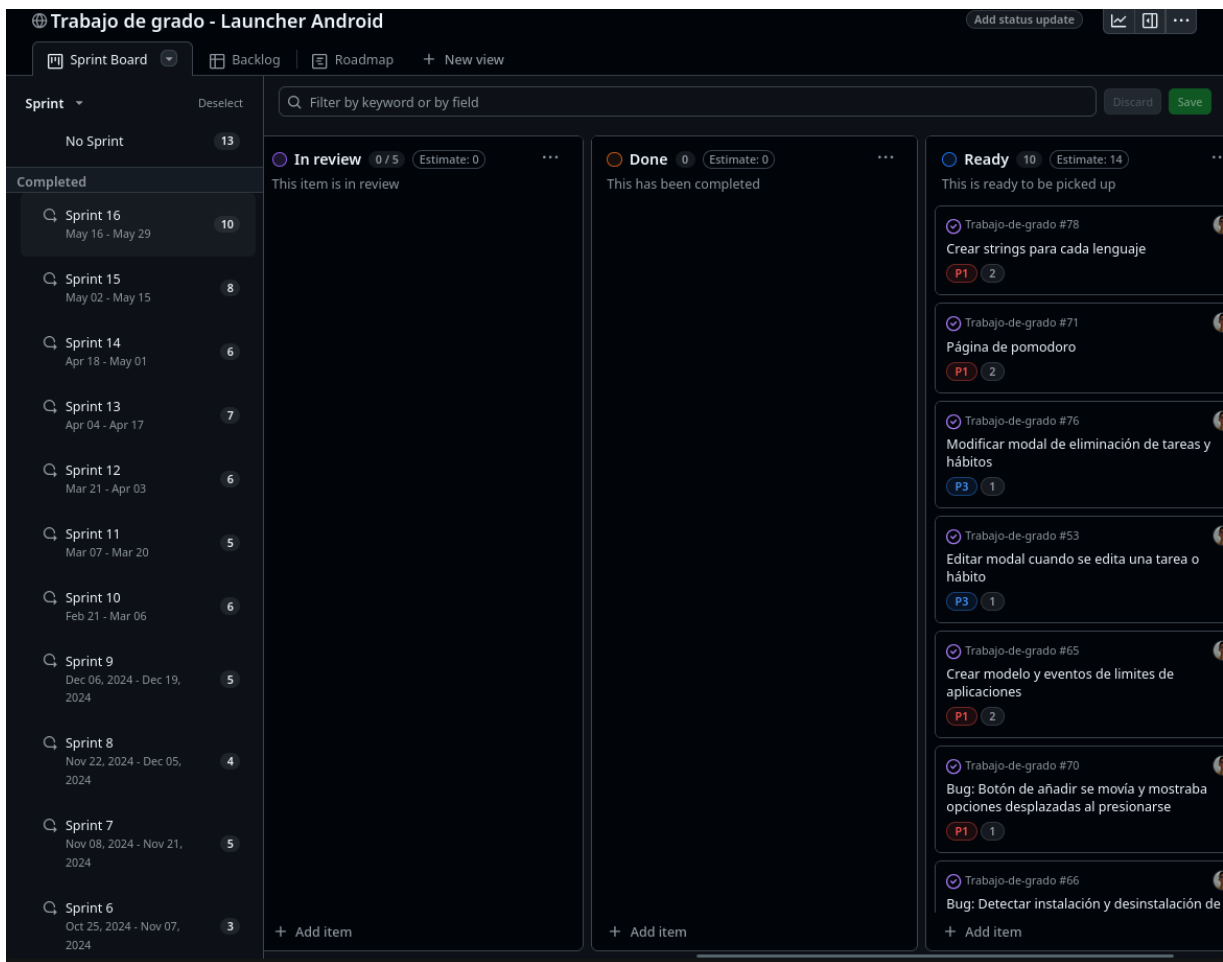 Trabajo de grado - Launcher Android
Add status update
Sprint Board
Backlog
Roadmap
+ New view
Sprint
Deselect
No Sprint 13
Completed
Sprint 16
May 16 - May 29
10
Sprint 15
May 02 - May 15
8
Sprint 14
Apr 18 - May 01
6
Sprint 13
Apr 04 - Apr 17
7
Sprint 12
Mar 21 - Apr 03
6
Sprint 11
Mar 07 - Mar 20
5
Sprint 10
Feb 21 - Mar 06
6
Sprint 9
Dec 06, 2024 - Dec 19,
2024
5
Sprint 8
Nov 22, 2024 - Dec 05,
2024
4
Sprint 7
Nov 08, 2024 - Nov 21,
2024
5
Sprint 6
Oct 25, 2024 - Nov 07,
2024
3
Filter by keyword or by field
Discard
Save
In review 0 / 5 Estimate: 0
This item is in review
+ Add item
Done 0 Estimate: 0
This has been completed
+ Add item
Ready 10 Estimate: 14
This is ready to be picked up
Trabajo-de-grado #78
Crear strings para cada lenguaje
P1 2
Trabajo-de-grado #71
Página de pomodoro
P1 2
Trabajo-de-grado #76
Modificar modal de eliminación de tareas y
hábitos
P3 1
Trabajo-de-grado #53
Editar modal cuando se edita una tarea o
hábito
P3 1
Trabajo-de-grado #65
Crear modelo y eventos de limites de
aplicaciones
P1 2
Trabajo-de-grado #70
Bug: Botón de añadir se movía y mostraba
opciones desplazadas al presionarse
P1 1
Trabajo-de-grado #66
Bug: Detectar instalación y desinstalación de
+ Add item